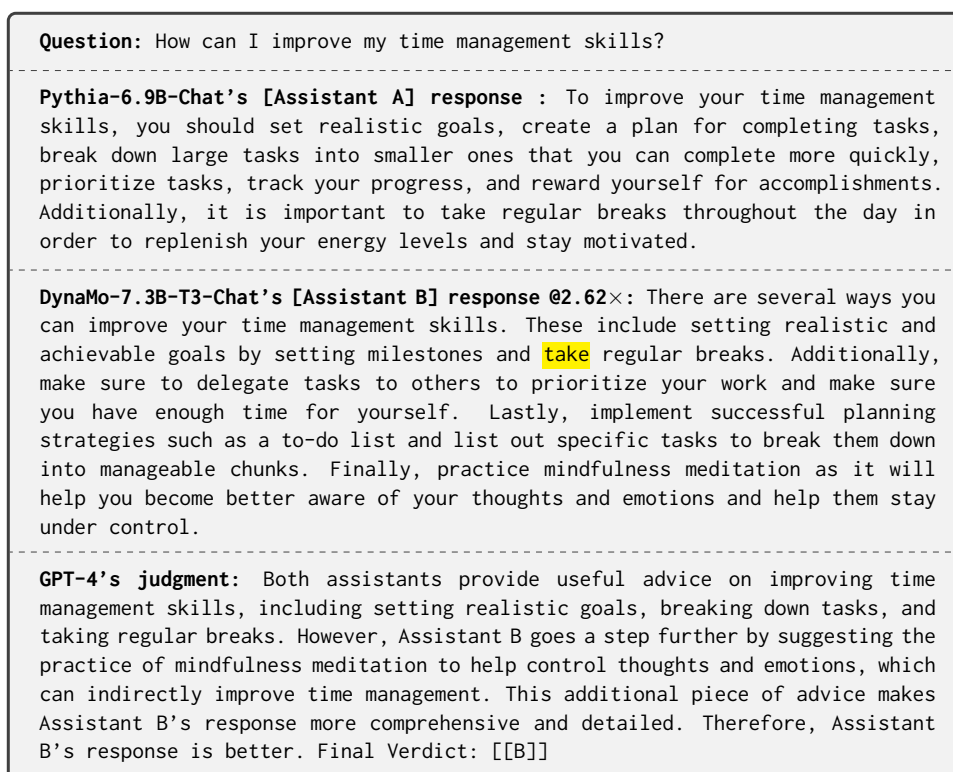 Question: How can I improve my time management skills?
Pythia-6.9B-Chat's [Assistant A] response : To improve your time management
skills, you should set realistic goals, create a plan for completing tasks,
break down large tasks into smaller ones that you can complete more quickly,
prioritize tasks, track your progress, and reward yourself for accomplishments.
Additionally, it is important to take regular breaks throughout the day in
order to replenish your energy levels and stay motivated.
DynaMo-7.3B-T3-Chat's [Assistant B] response @2.62×: There are several ways you
can improve your time management skills. These include setting realistic and
achievable goals by setting milestones and take regular breaks. Additionally,
make sure to delegate tasks to others to prioritize your work and make sure
you have enough time for yourself. Lastly, implement successful planning
strategies such as a to-do list and list out specific tasks to break them down
into manageable chunks. Finally, practice mindfulness meditation as it will
help you become better aware of your thoughts and emotions and help them stay
under control.
GPT-4's judgment: Both assistants provide useful advice on improving time
management skills, including setting realistic goals, breaking down tasks, and
taking regular breaks. However, Assistant B goes a step further by suggesting the
practice of mindfulness meditation to help control thoughts and emotions, which
can indirectly improve time management. This additional piece of advice makes
Assistant B's response more comprehensive and detailed. Therefore, Assistant
B's response is better. Final Verdict: [[B]]